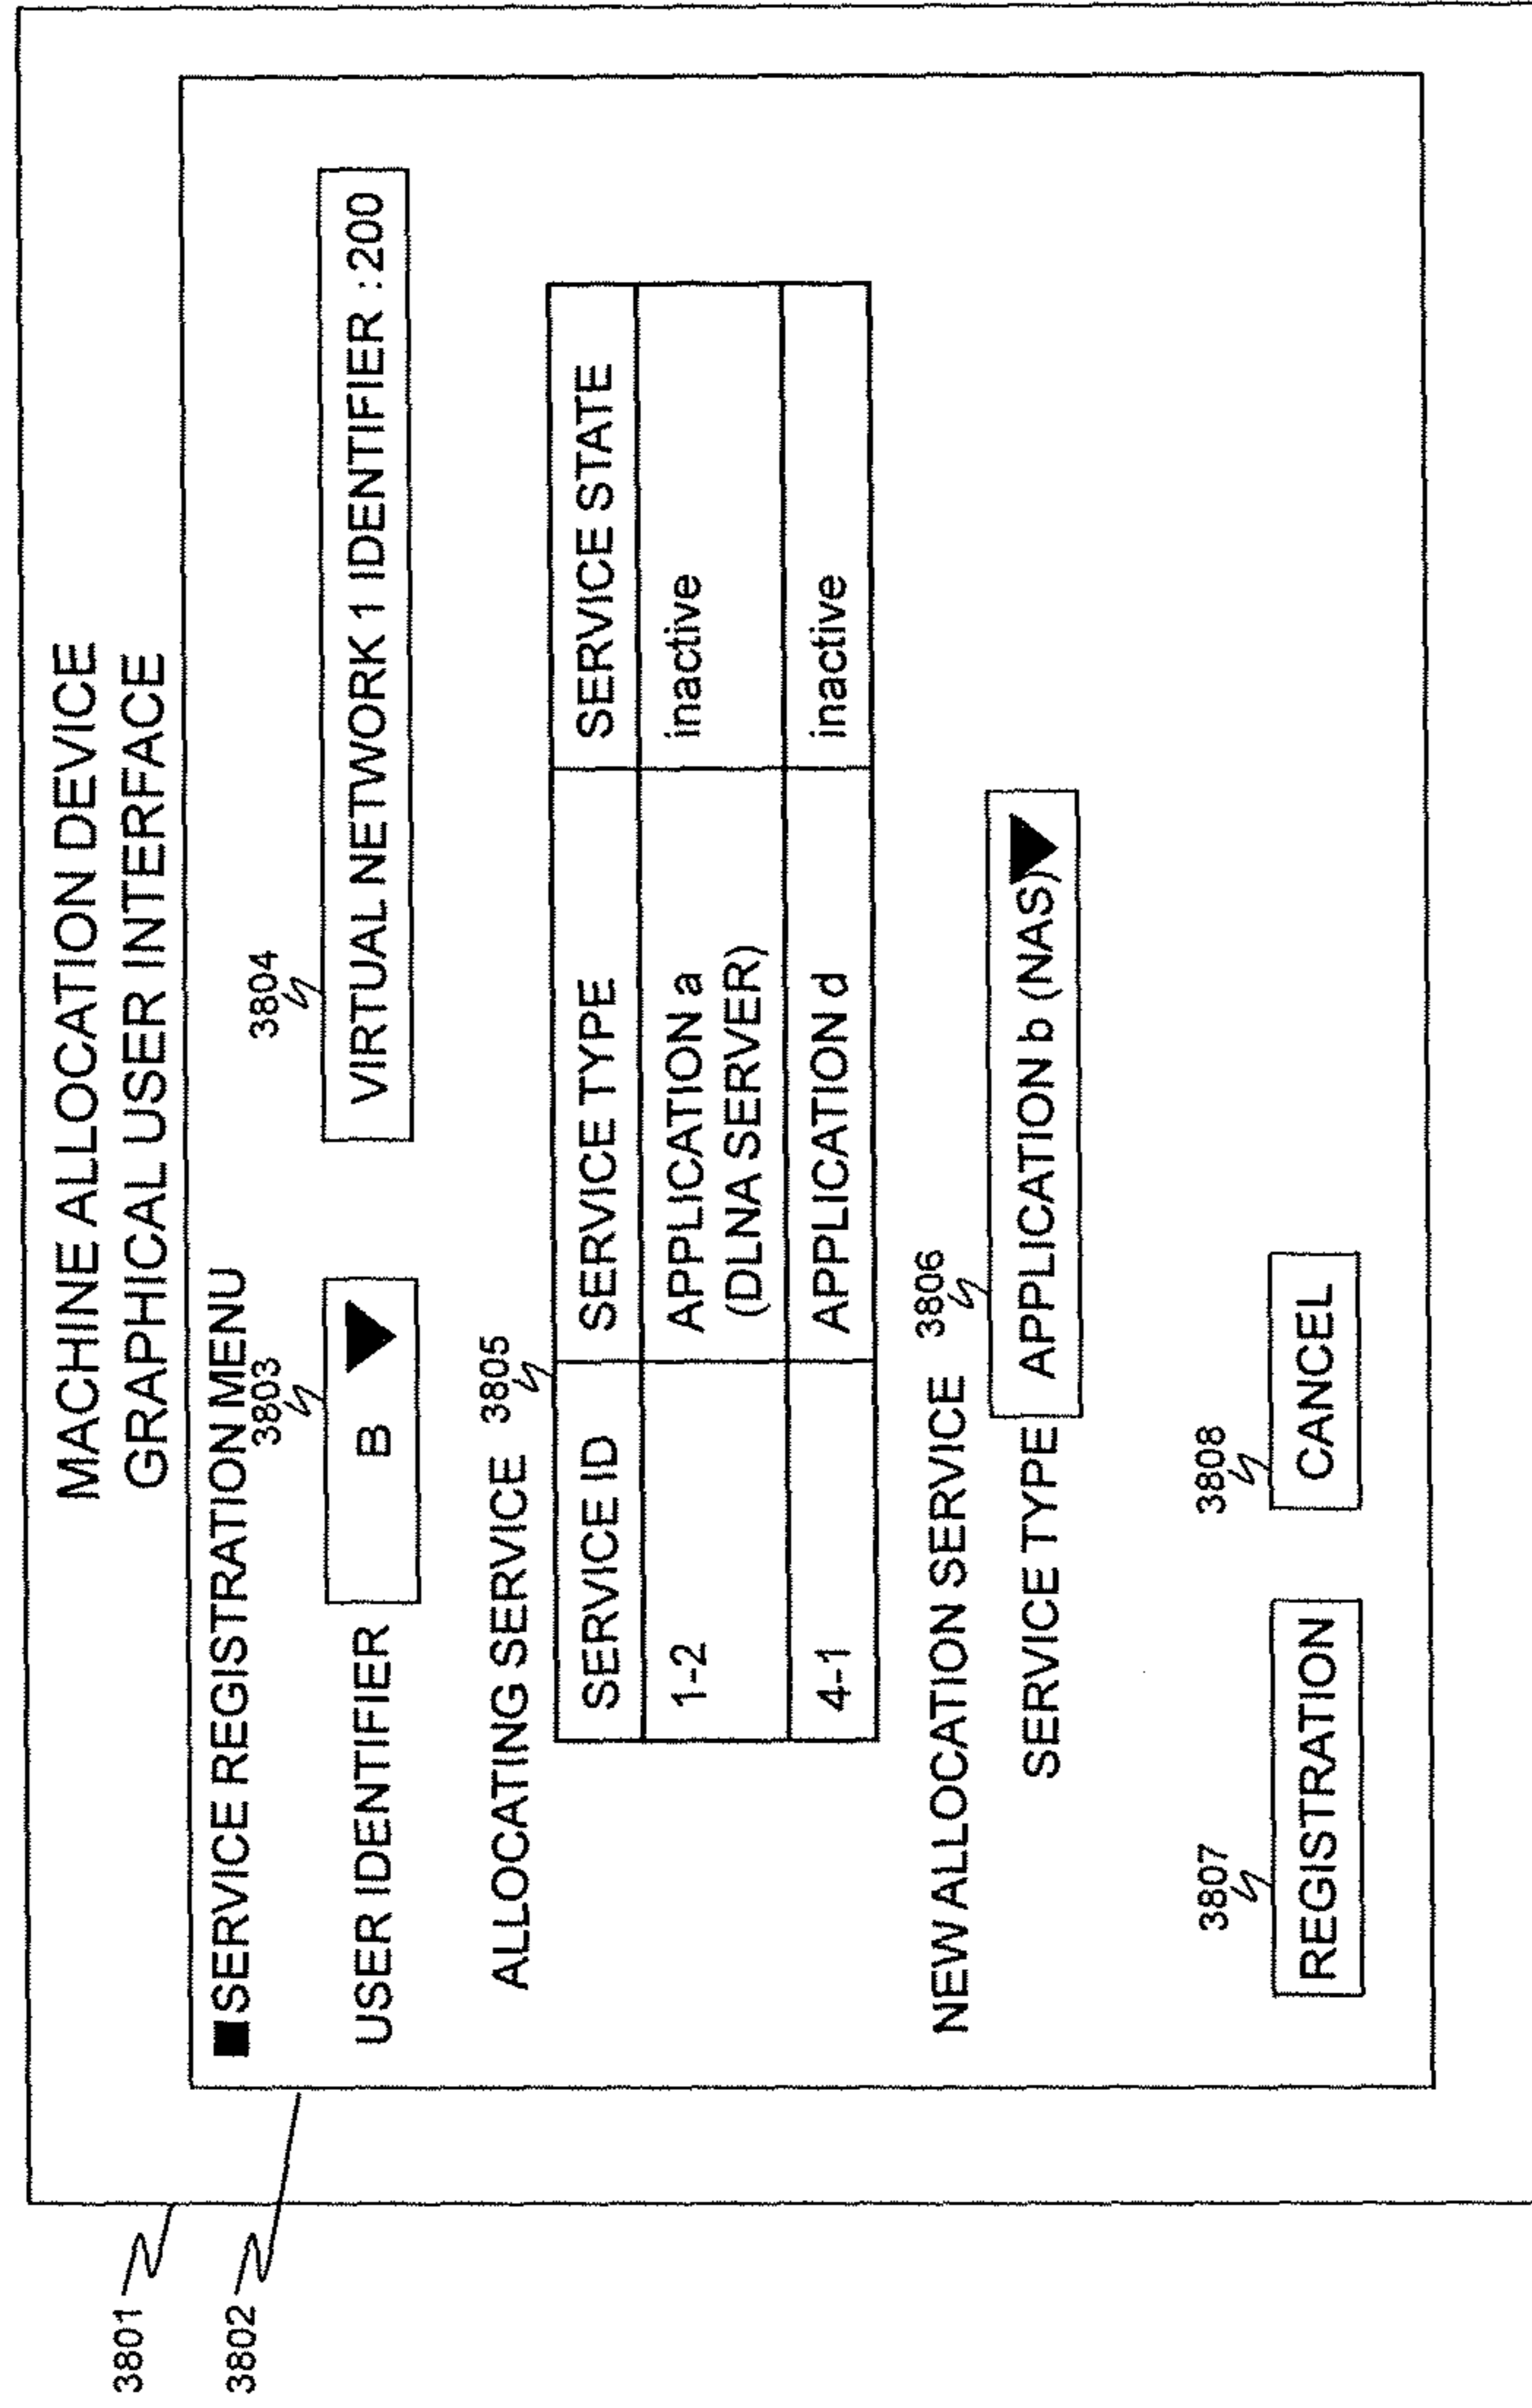 MACHINE ALLOCATION DEVICE
GRAPHICAL USER INTERFACE
3801
3802
■SERVICE REGISTRATION MENU
3803
3804
USER IDENTIFIER B ▼ VIRTUAL NETWORK 1 IDENTIFIER : 200
ALLOCATING SERVICE 3805
SERVICE ID SERVICE TYPE SERVICE STATE
1-2 APPLICATION a inactive
(DLNA SERVER)
4-1 APPLICATION d inactive
NEW ALLOCATION SERVICE 3806
SERVICE TYPE APPLICATION b (NAS) ▼
3807
3808
REGISTRATION CANCEL